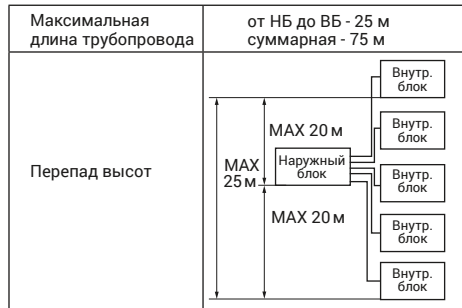 Максимальная
длина трубопровода
от НБ до ВБ - 25 м
суммарная - 75 м
Перепад высот
Внутр.
блок
MAX 20 м
Внутр.
блок
MAX
25 м
Наружный
блок
Внутр.
блок
MAX 20 м
Внутр.
блок
Внутр.
блок